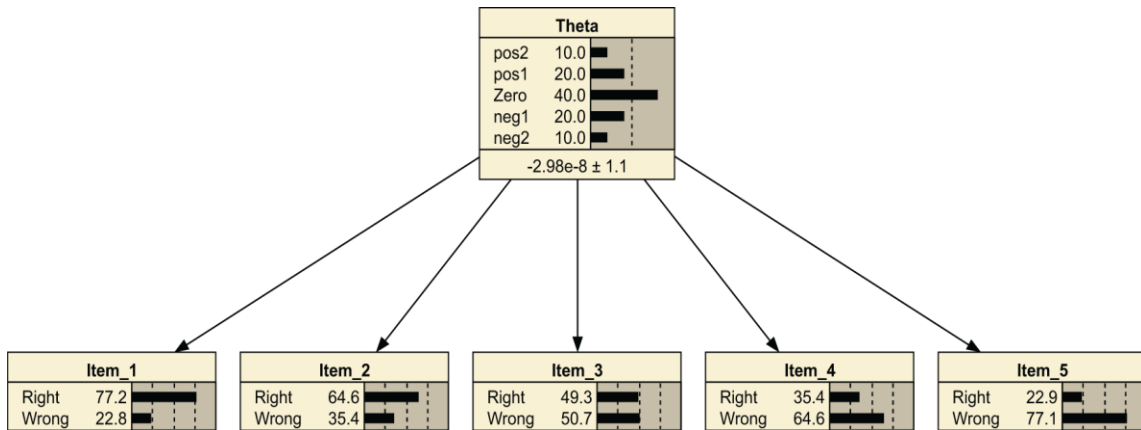 Theta
pos2 10.0
pos1 20.0
Zero 40.0
neg1 20.0
neg2 10.0
-2.98e-8 ± 1.1
Item_1
Right 77.2
Wrong 22.8
Item_2
Right 64.6
Wrong 35.4
Item_3
Right 49.3
Wrong 50.7
Item_4
Right 35.4
Wrong 64.6
Item_5
Right 22.9
Wrong 77.1